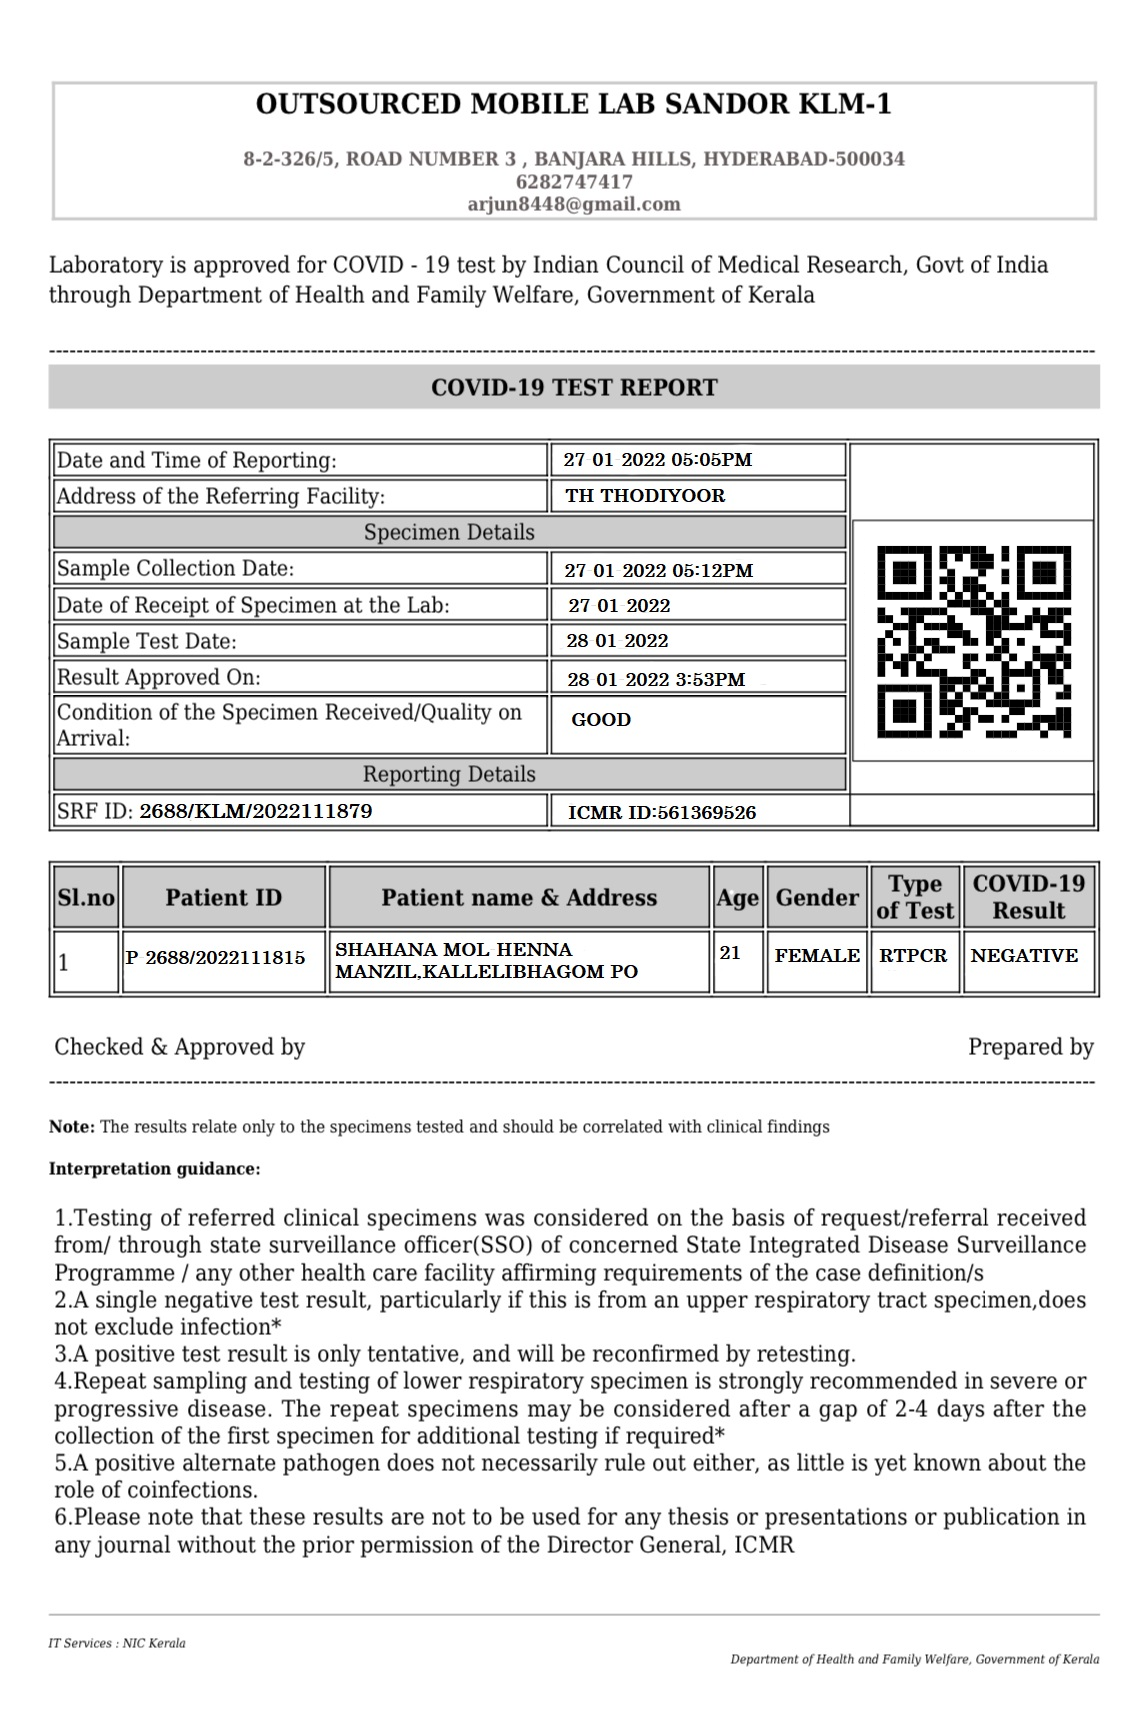 OUTSOURCED MOBILE LAB SANDOR KLM-1
8-2-326/5, ROAD NUMBER 3 , BANJARA HILLS, HYDERABAD-500034
6282747417
arjun8448@gmail.com
Laboratory is approved for COVID - 19 test by Indian Council of Medical Research, Govt of India
through Department of Health and Family Welfare, Government of Kerala
COVID-19 TEST REPORT
Date and Time of Reporting: 27 01 2022 05:05PM
Address of the Referring Facility: TH THODIYOOR
Specimen Details
Sample Collection Date: 27 01 2022 05:12PM
Date of Receipt of Specimen at the Lab: 27 01 2022
Sample Test Date: 28 01 2022
Result Approved On: 28 01 2022 3:53PM
Condition of the Specimen Received/Quality on
Arrival: GOOD
Reporting Details
SRF ID: 2688/KLM/2022111879 ICMR ID:561369526
Sl.no Patient ID Patient name & Address Age Gender Type of Test COVID-19 Result
1 P 2688/2022111815 SHAHANA MOL HENNA 21 FEMALE RTPCR NEGATIVE
MANZIL,KALLELIBHAGOM PO
Checked & Approved by Prepared by
Note: The results relate only to the specimens tested and should be correlated with clinical findings
Interpretation guidance:
1.Testing of referred clinical specimens was considered on the basis of request/referral received
from/ through state surveillance officer(SSO) of concerned State Integrated Disease Surveillance
Programme / any other health care facility affirming requirements of the case definition/s
2.A single negative test result, particularly if this is from an upper respiratory tract specimen,does
not exclude infection*
3.A positive test result is only tentative, and will be reconfirmed by retesting.
4.Repeat sampling and testing of lower respiratory specimen is strongly recommended in severe or
progressive disease. The repeat specimens may be considered after a gap of 2-4 days after the
collection of the first specimen for additional testing if required*
5.A positive alternate pathogen does not necessarily rule out either, as little is yet known about the
role of coinfections.
6.Please note that these results are not to be used for any thesis or presentations or publication in
any journal without the prior permission of the Director General, ICMR
IT Services : NIC Kerala
Department of Health and Family Welfare, Government of Kerala